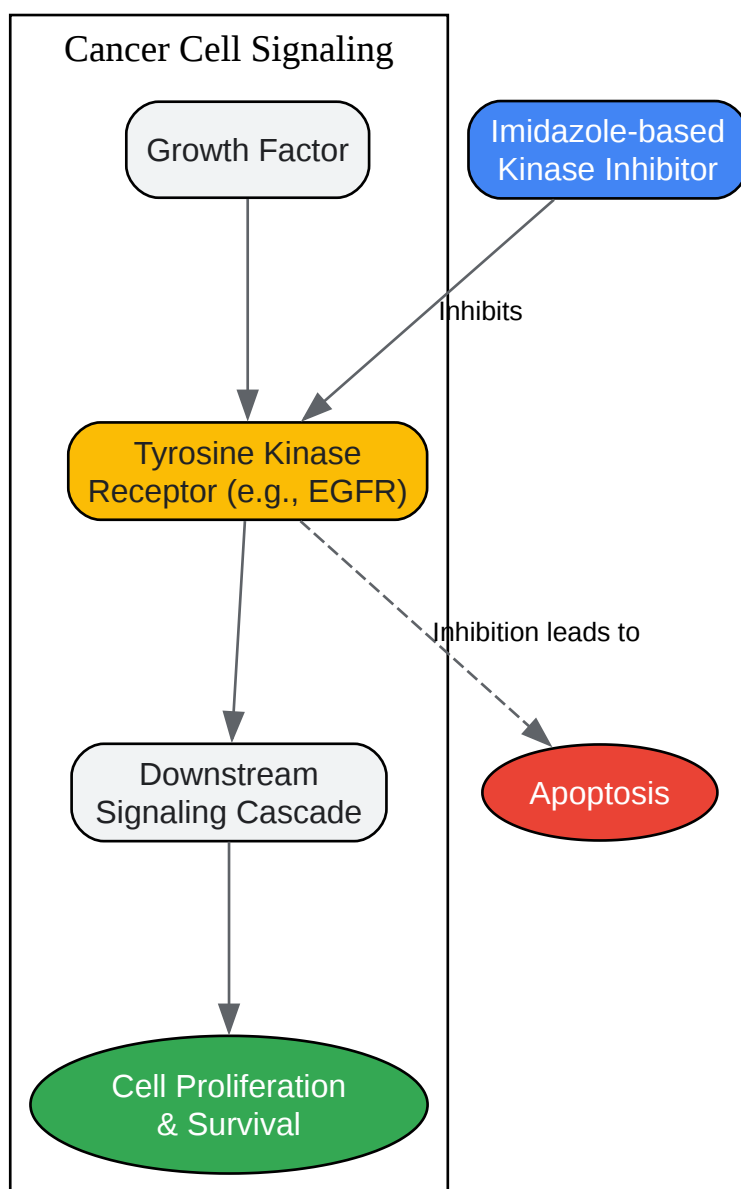 Cancer Cell Signaling
Growth Factor
Imidazole-based
Kinase Inhibitor
Inhibits
Tyrosine Kinase
Receptor (e.g., EGFR)
Inhibition leads to
Downstream
Signaling Cascade
Apoptosis
Cell Proliferation
& Survival